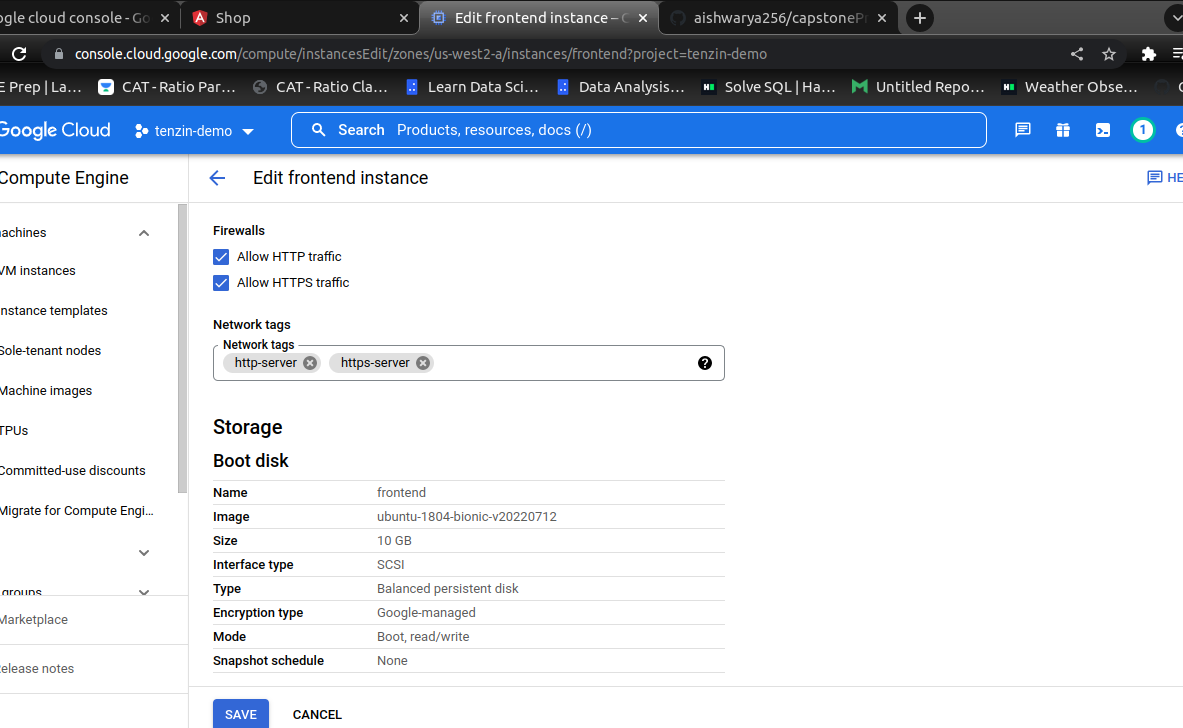 ogle cloud console - Go
Shop
Edit frontend instance – C
aishwarya256/capstonePr
console.cloud.google.com/compute/instancesEdit/zones/us-west2-a/instances/frontend?project=tenzin-demo
E Prep | La…
CAT - Ratio Par…
CAT - Ratio Cla…
Learn Data Sci…
Data Analysis…
Solve SQL | Ha…
Untitled Repo…
Weather Obse…
Google Cloud
tenzin-demo
Search Products, resources, docs (/)
1
Compute Engine
Edit frontend instance
HE
achines
VM instances
nstance templates
Sole-tenant nodes
Machine images
TPUs
Committed-use discounts
Migrate for Compute Engi…
groups
Marketplace
elease notes
Firewalls
Allow HTTP traffic
Allow HTTPS traffic
Network tags
Network tags
http-server
https-server
Storage
Boot disk
Name frontend
Image ubuntu-1804-bionic-v20220712
Size 10 GB
Interface type SCSI
Type Balanced persistent disk
Encryption type Google-managed
Mode Boot, read/write
Snapshot schedule None
SAVE
CANCEL